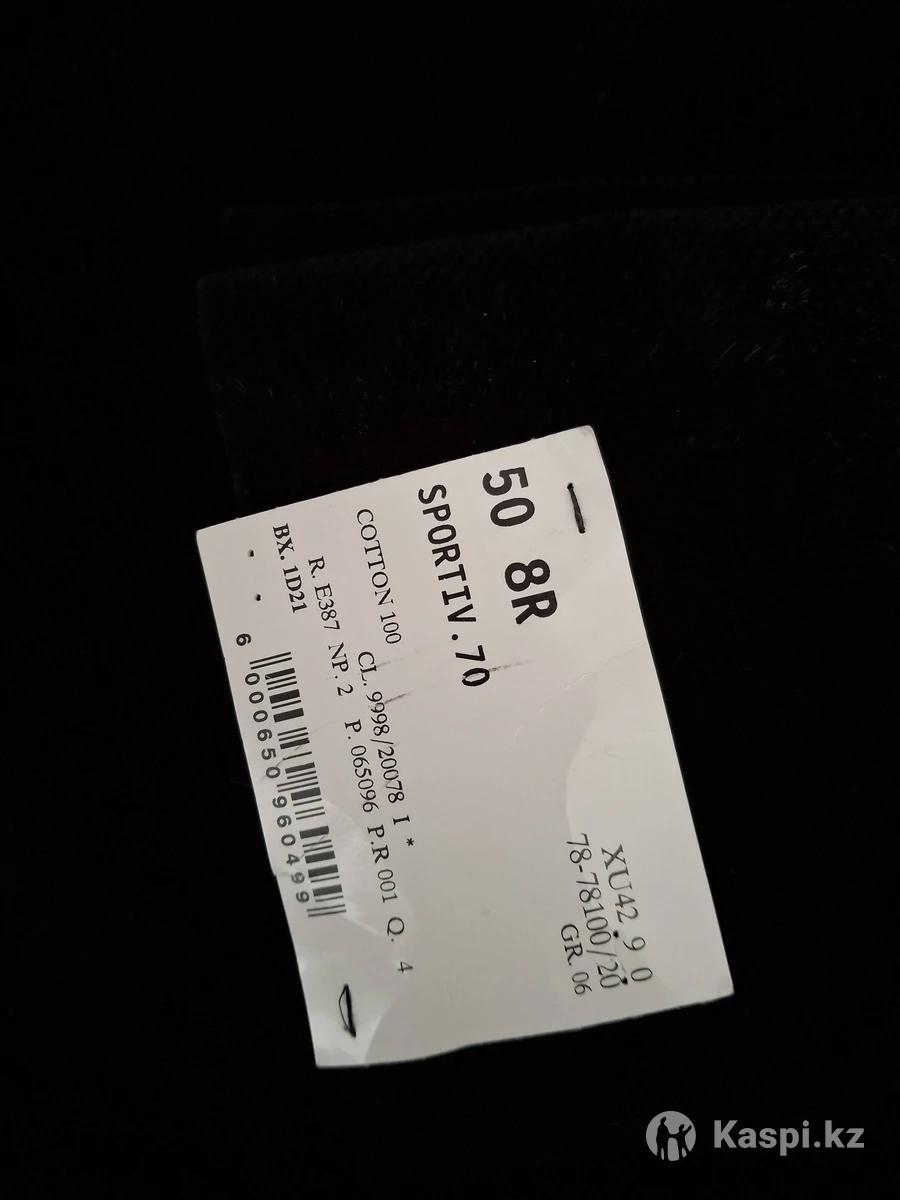 50 8R
SPORTIV.70
XU42 9 0
78-78100/20
GR. 06
COTTON 100 CL. 9998/20078 I *
R. E387 NP. 2 P. 065096 P.R 001 Q. 4
BX. 1D21
6 000650 960499
Kaspi.kz